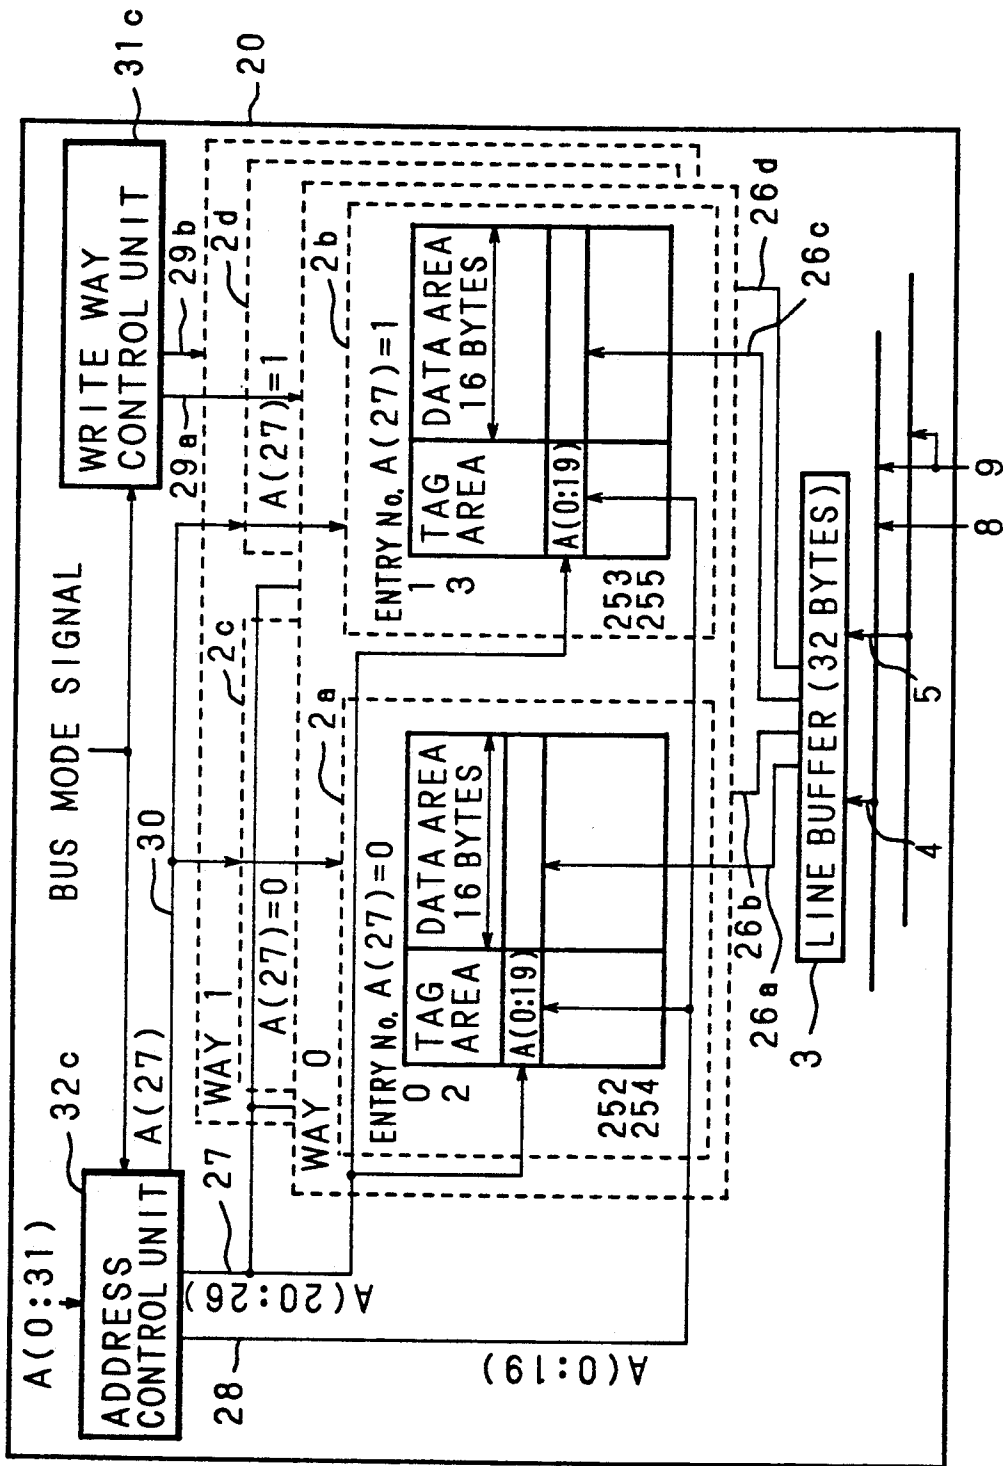 A(0:31)
32c
ADDRESS
CONTROL UNIT
BUS MODE SIGNAL
WRITE WAY
CONTROL UNIT
31c
20
A(27)
30
29a
29b
28
27
A(20:26)
A(0:19)
WAY 1
2c
2d
A(27)=0
A(27)=1
WAY 0
2a
2b
ENTRY No. A(27)=0
0
2
252
254
TAG
AREA
DATA AREA
16 BYTES
A(0:19)
ENTRY No. A(27)=1
1
3
253
255
TAG
AREA
DATA AREA
16 BYTES
A(0:19)
26a
26b
26c
26d
3
LINE BUFFER (32 BYTES)
4
5
8
9